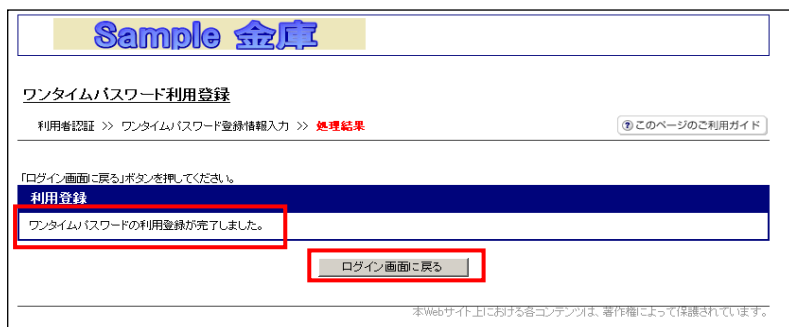 Sample 金庫
ワンタイムパスワード利用登録
利用者認証 >> ワンタイムパスワード登録情報入力 >> 処理結果
?このページのご利用ガイド
「ログイン画面に戻る」ボタンを押してください。
利用登録
ワンタイムパスワードの利用登録が完了しました。
ログイン画面に戻る
本Webサイト上における各コンテンツは、著作権によって保護されています。